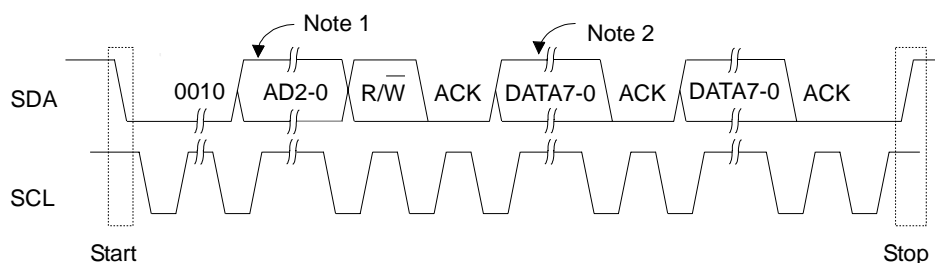 Note 1
Note 2
SDA 0010 AD2-0 R/W̅ ACK DATA7-0 ACK DATA7-0 ACK
SCL
Start Stop